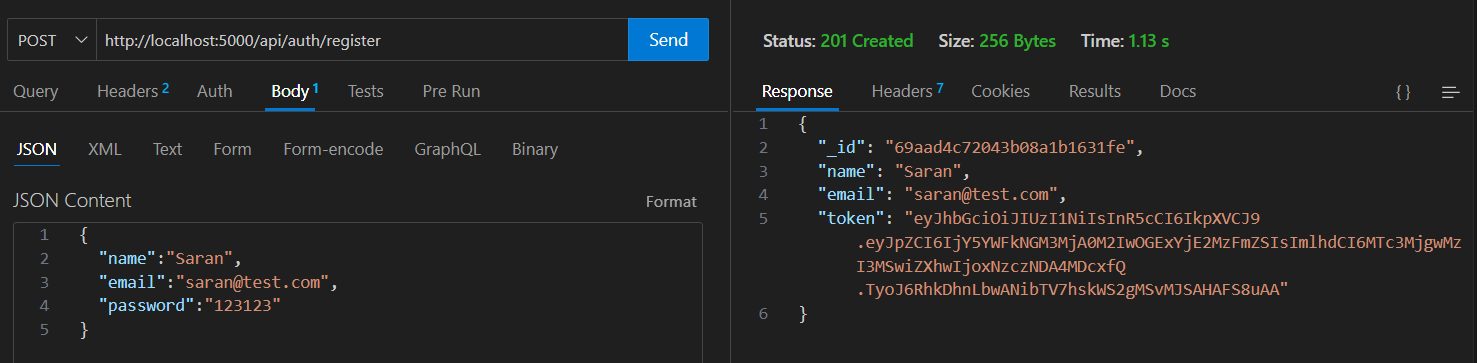 POST http://localhost:5000/api/auth/register Send
Query Headers 2 Auth Body 1 Tests Pre Run
JSON XML Text Form Form-encode GraphQL Binary
JSON Content Format
1 {
2 "name":"Saran",
3 "email":"saran@test.com",
4 "password":"123123"
5 }
Status: 201 Created Size: 256 Bytes Time: 1.13 s
Response Headers 7 Cookies Results Docs { }
1 {
2 "_id": "69aad4c72043b08a1b1631fe",
3 "name": "Saran",
4 "email": "saran@test.com",
5 "token": "eyJhbGciOiJIUzI1NiIsInR5cCI6IkpXVCJ9
.eyJpZCI6IjY5YWFkNGM3MjA0M2IwOGExYjE2MzFmZSIsImlhdCI6MTc3MjgwMz
I3MSwiZXhwIjoxNzczNDA4MDcxfQ
.TyoJ6RhkDhnLbwANibTV7hskWS2gMSvMJSAHAFS8uAA"
6 }